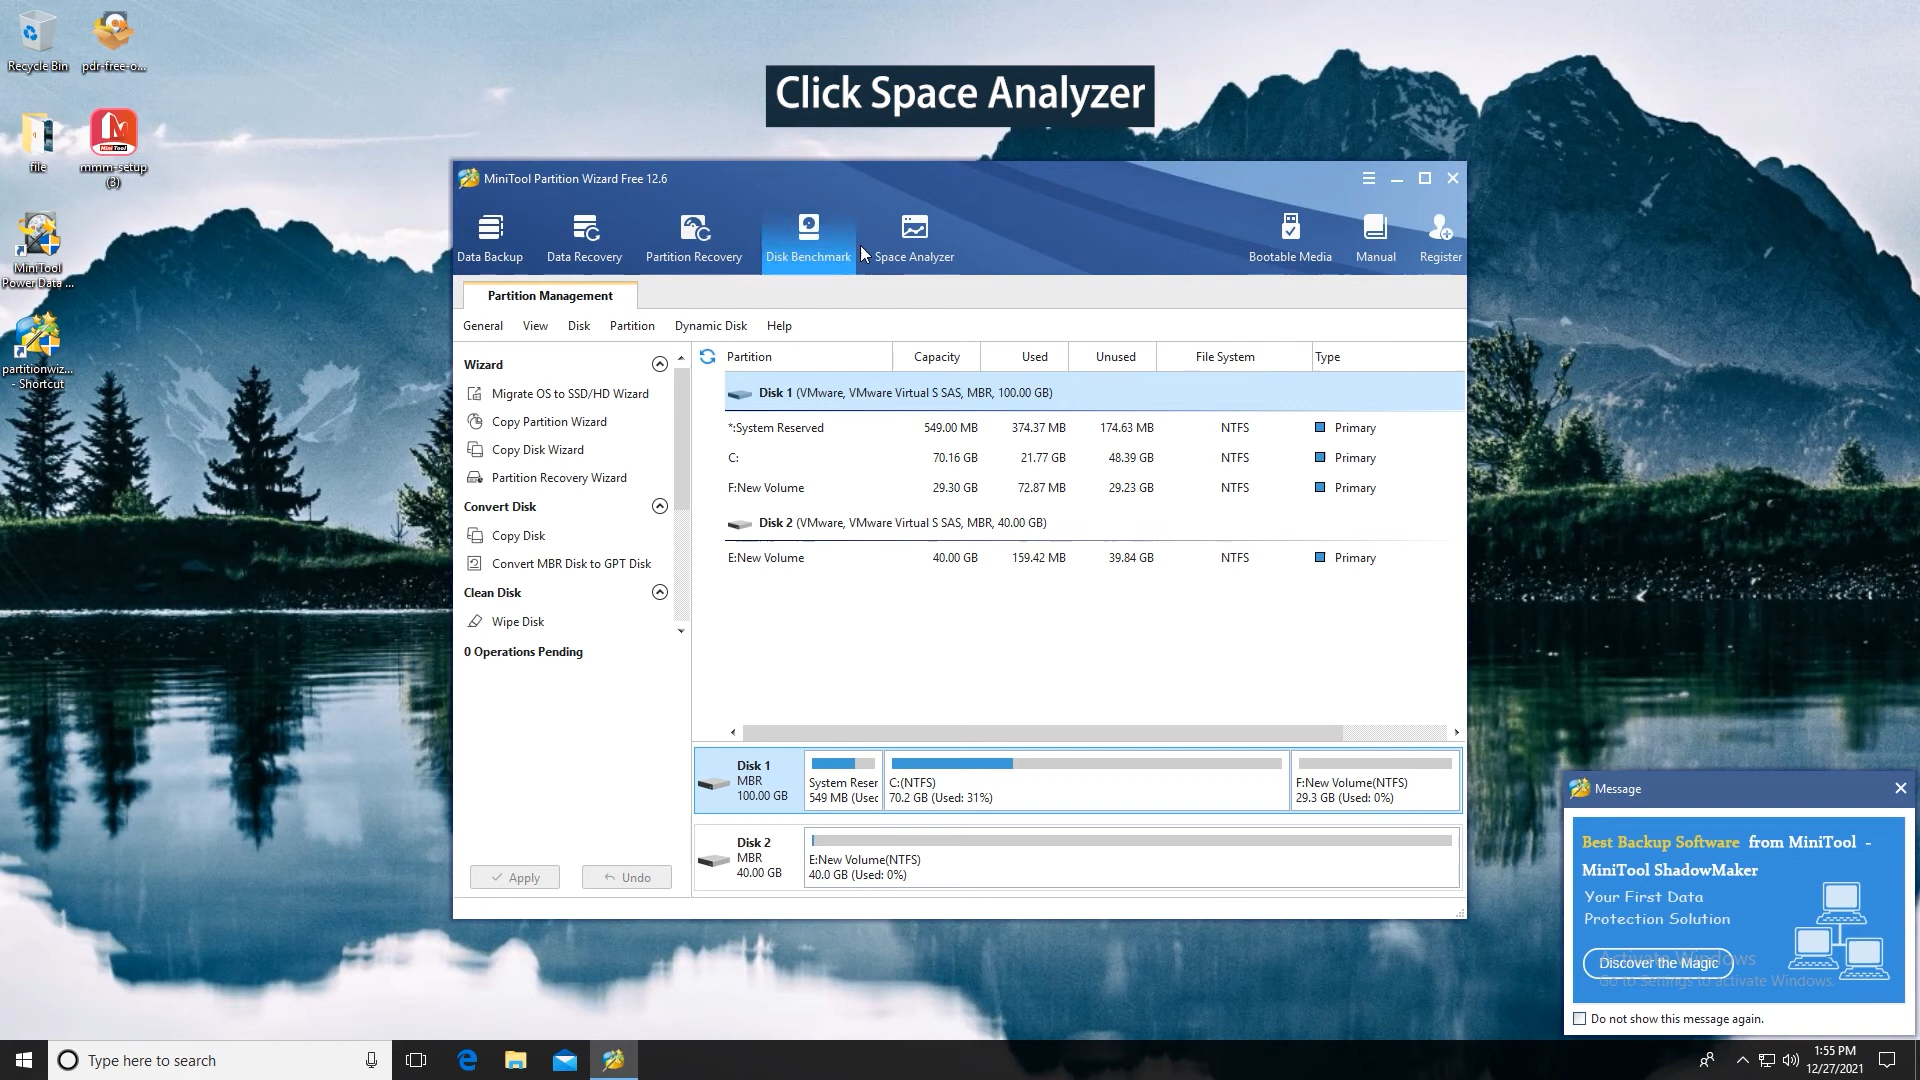 Recycle Bin
pdr-free-o...
file
mmm-setup
(3)
MiniTool
Power Data ...
partitionwiz...
- Shortcut
Click Space Analyzer
MiniTool Partition Wizard Free 12.6
Data Backup
Data Recovery
Partition Recovery
Disk Benchmark
Space Analyzer
Bootable Media
Manual
Register
Partition Management
General View Disk Partition Dynamic Disk Help
Wizard
Migrate OS to SSD/HD Wizard
Copy Partition Wizard
Copy Disk Wizard
Partition Recovery Wizard
Convert Disk
Copy Disk
Convert MBR Disk to GPT Disk
Clean Disk
Wipe Disk
0 Operations Pending
Apply
Undo
Partition Capacity Used Unused File System Type
Disk 1 (VMware, VMware Virtual S SAS, MBR, 100.00 GB)
*:System Reserved 549.00 MB 374.37 MB 174.63 MB NTFS Primary
C: 70.16 GB 21.77 GB 48.39 GB NTFS Primary
F:New Volume 29.30 GB 72.87 MB 29.23 GB NTFS Primary
Disk 2 (VMware, VMware Virtual S SAS, MBR, 40.00 GB)
E:New Volume 40.00 GB 159.42 MB 39.84 GB NTFS Primary
Disk 1
MBR
100.00 GB
System Reser
549 MB (Usec
C:(NTFS)
70.2 GB (Used: 31%)
F:New Volume(NTFS)
29.3 GB (Used: 0%)
Disk 2
MBR
40.00 GB
E:New Volume(NTFS)
40.0 GB (Used: 0%)
Message
Best Backup Software from MiniTool -
MiniTool ShadowMaker
Your First Data
Protection Solution
Discover the Magic
Activate Windows
Go to Settings to activate Windows.
Do not show this message again.
Type here to search
1:55 PM
12/27/2021